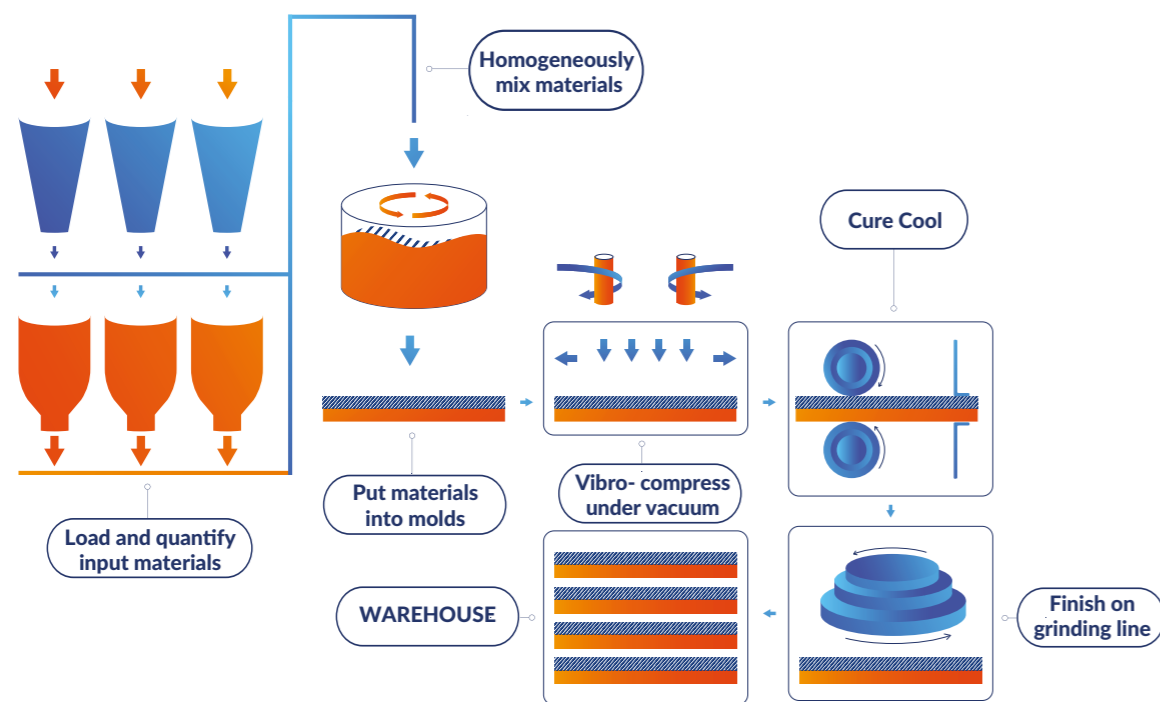 Homogeneously
mix materials
Cure Cool
Put materials
into molds
Vibro- compress
under vacuum
Load and quantify
input materials
WAREHOUSE
Finish on
grinding line